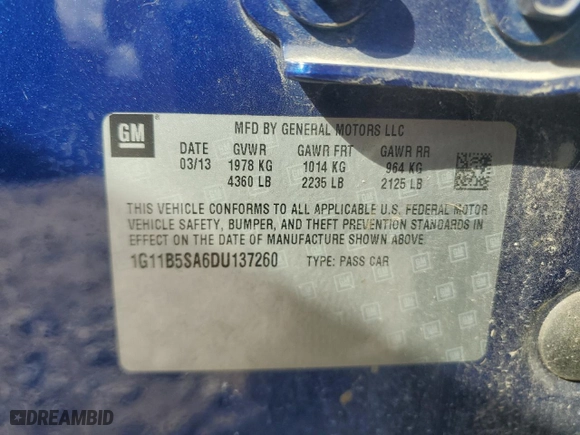 GM
MFD BY GENERAL MOTORS LLC
DATE GVWR GAWR FRT GAWR RR
03/13 1978 KG 1014 KG 964 KG
4360 LB 2235 LB 2125 LB
THIS VEHICLE CONFORMS TO ALL APPLICABLE U.S. FEDERAL MOTOR
VEHICLE SAFETY, BUMPER, AND THEFT PREVENTION STANDARDS
IN EFFECT ON THE DATE OF MANUFACTURE SHOWN ABOVE.
1G11B5SA6DU137260 TYPE: PASS CAR
DREAMBID